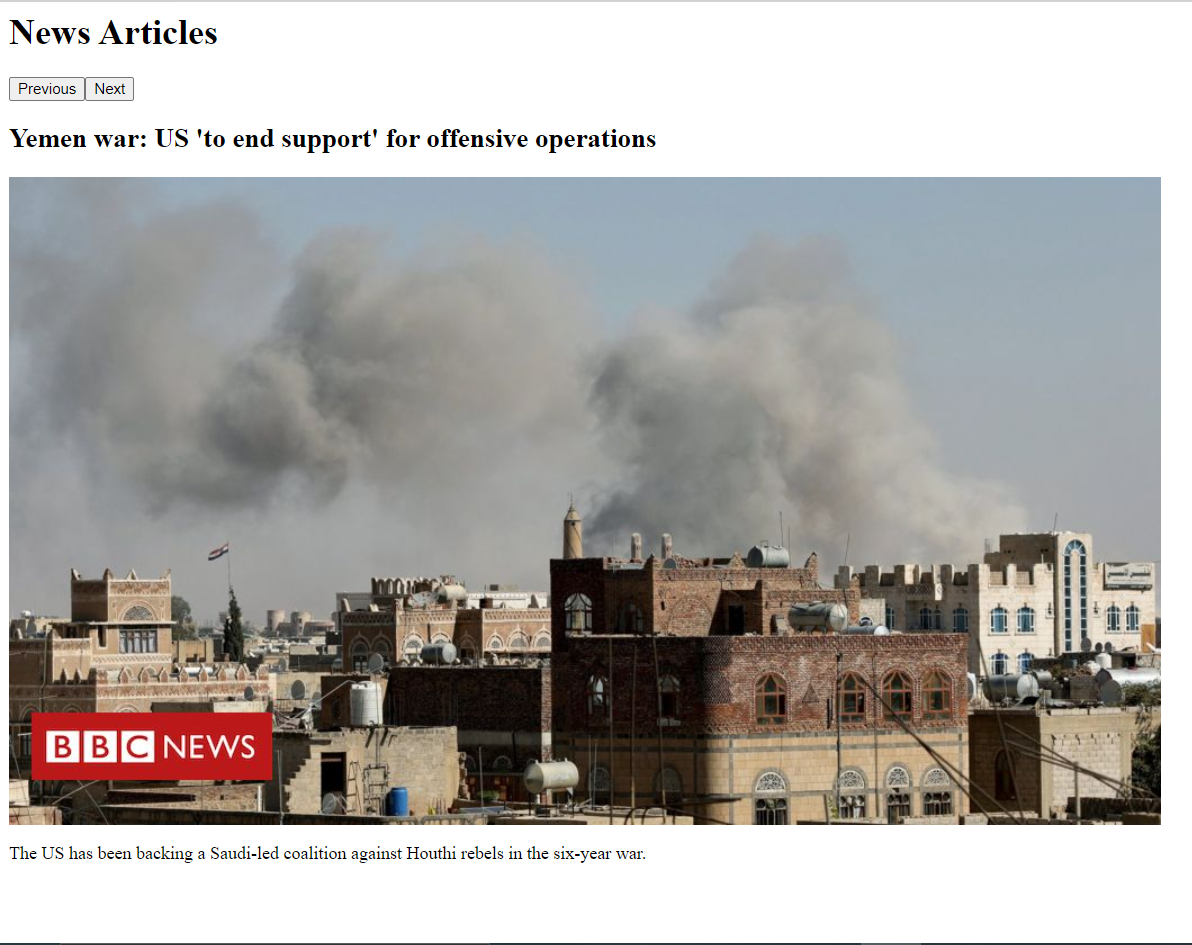 News Articles
Previous Next
Yemen war: US 'to end support' for offensive operations
BBC NEWS
The US has been backing a Saudi-led coalition against Houthi rebels in the six-year war.